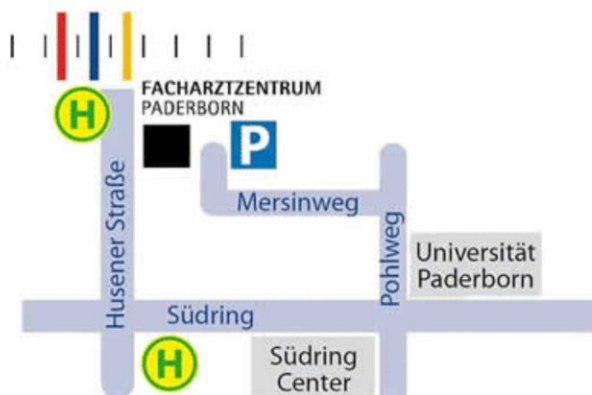 FACHARZTZENTRUM
PADERBORN
H
P
Husener Straße
Mersinweg
Pohlweg
Universität
Paderborn
Südring
H
Südring
Center